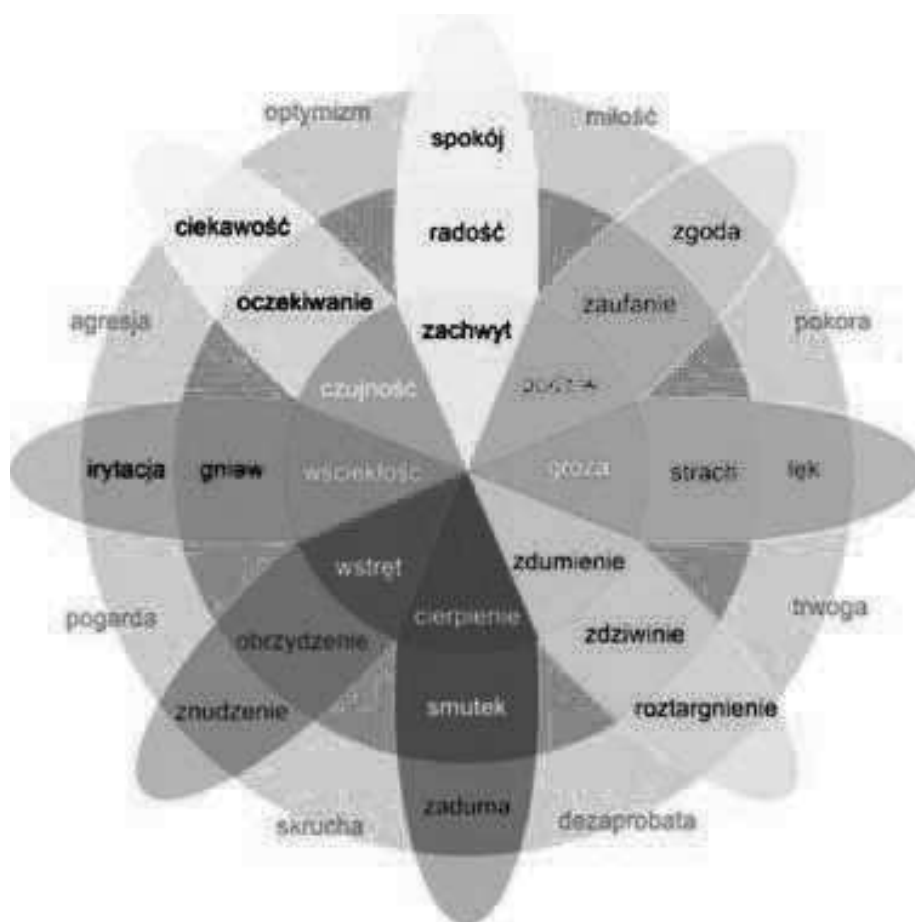 optymizm
miłość
spokój
ciekawość
radość
zgoda
oczekiwanie
zaufanie
agresja
zachwyt
pokora
czujność
irytacja
gniew
wściekłość
groza
strach
lęk
wstręt
zdumienie
pogarda
cierpienie
trwoga
obrzydzenie
zdziwinie
znudzenie
smutek
roztargnienie
zaduma
skrucha
dezaprobata